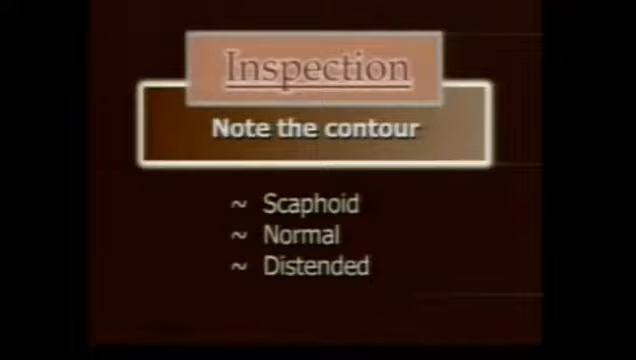 Inspection
Note the contour
~ Scaphoid
~ Normal
~ Distended